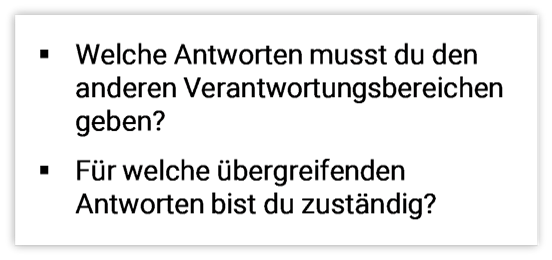 ▪ Welche Antworten musst du den
anderen Verantwortungsbereichen
geben?
▪ Für welche übergreifenden
Antworten bist du zuständig?